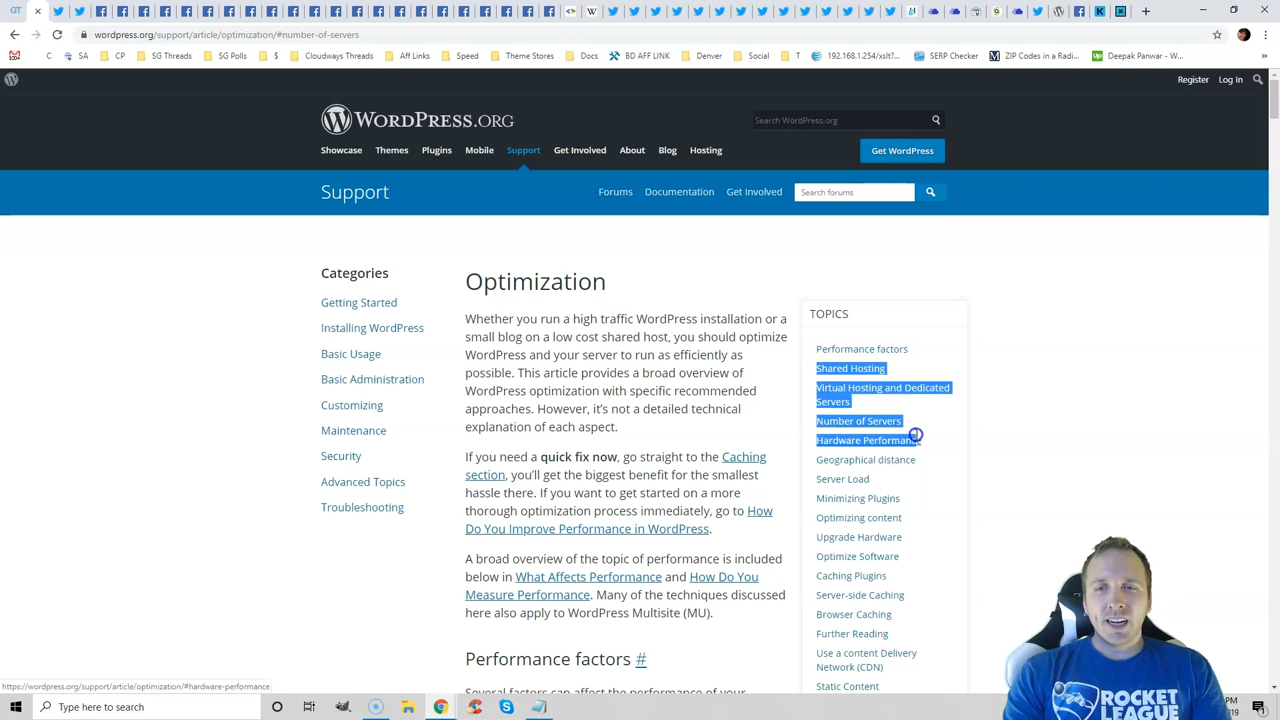 GT
wordpress.org/support/article/optimization/#number-of-servers
C
SA
CP
SG Threads
SG Polls
$
Cloudways Threads
Aff Links
Speed
Theme Stores
Docs
BD AFF LINK
Denver
Social
T
192.168.1.254/xslt?...
SERP Checker
ZIP Codes in a Radi...
Up
Deepak Panwar - W...
»
Register
Log In
WORDPRESS.ORG
Search WordPress.org
Showcase
Themes
Plugins
Mobile
Support
Get Involved
About
Blog
Hosting
Get WordPress
Support
Forums
Documentation
Get Involved
Search forums
Categories
Getting Started
Installing WordPress
Basic Usage
Basic Administration
Customizing
Maintenance
Security
Advanced Topics
Troubleshooting
Optimization
Whether you run a high traffic WordPress installation or a
small blog on a low cost shared host, you should optimize
WordPress and your server to run as efficiently as
possible. This article provides a broad overview of
WordPress optimization with specific recommended
approaches. However, it’s not a detailed technical
explanation of each aspect.
If you need a quick fix now, go straight to the Caching
section, you’ll get the biggest benefit for the smallest
hassle there. If you want to get started on a more
thorough optimization process immediately, go to How
Do You Improve Performance in WordPress.
A broad overview of the topic of performance is included
below in What Affects Performance and How Do You
Measure Performance. Many of the techniques discussed
here also apply to WordPress Multisite (MU).
Performance factors #
TOPICS
Performance factors
Shared Hosting
Virtual Hosting and Dedicated
Servers
Number of Servers
Hardware Performan
Geographical distance
Server Load
Minimizing Plugins
Optimizing content
Upgrade Hardware
Optimize Software
Caching Plugins
Server-side Caching
Browser Caching
Further Reading
Use a content Delivery
Network (CDN)
Static Content
https://wordpress.org/support/article/optimization/#hardware-performance
Type here to search
ROCKET
LEAGUE